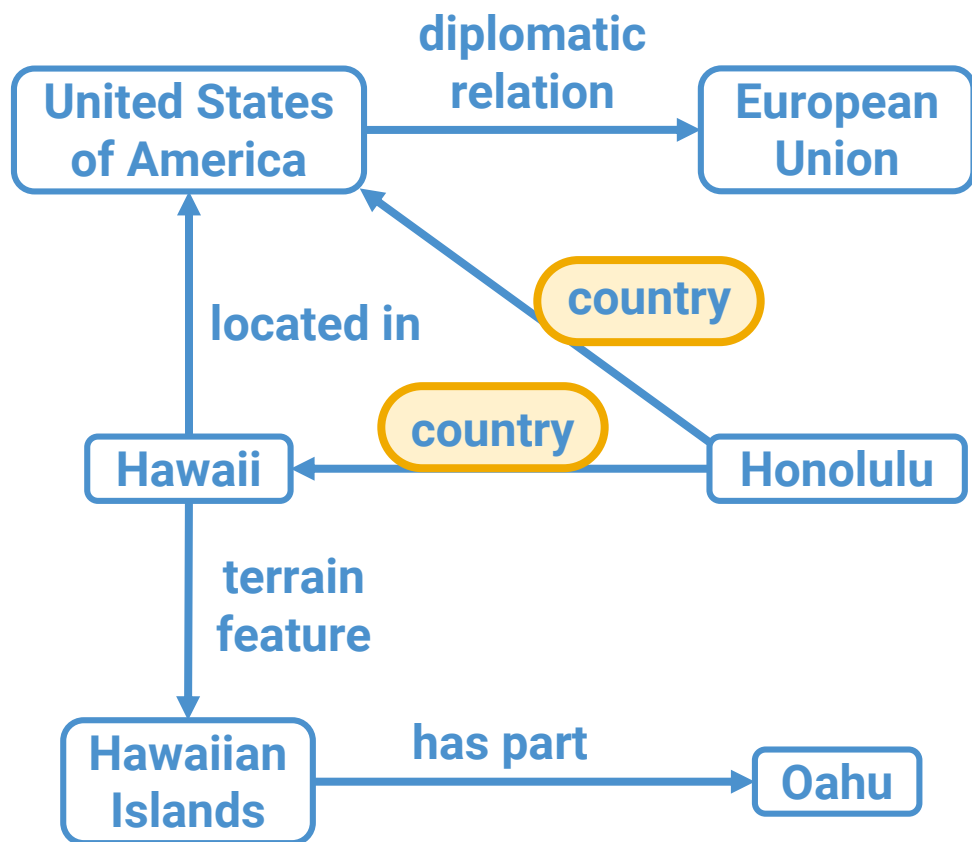 diplomatic
relation
United States
of America
European
Union
country
located in
country
Hawaii
Honolulu
terrain
feature
Hawaiian
Islands
has part
Oahu